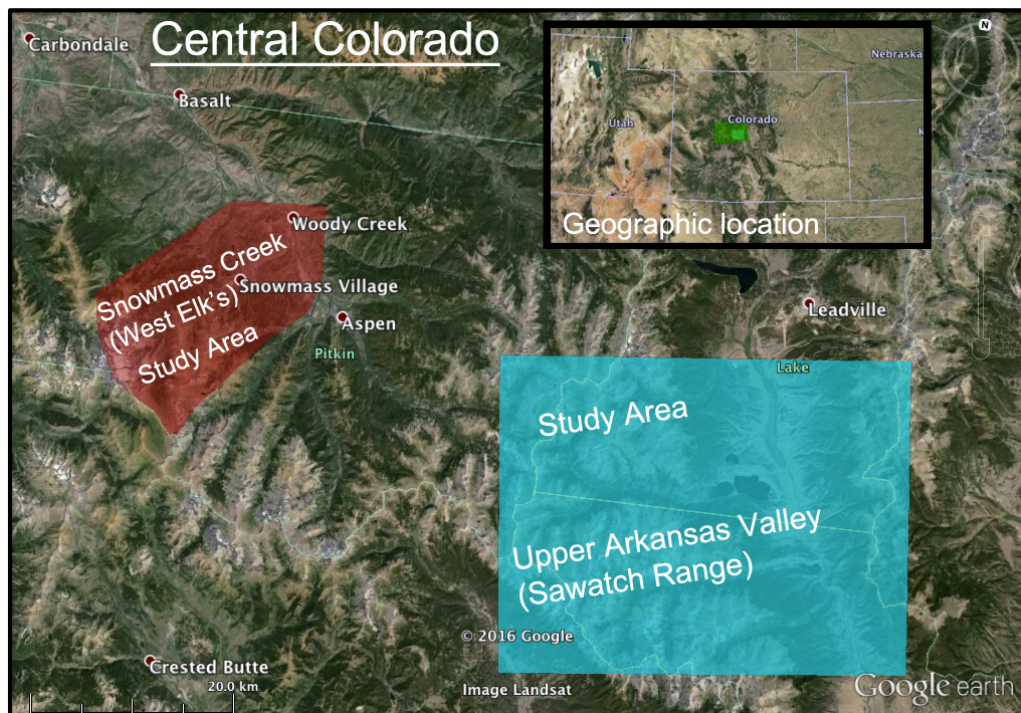 Central Colorado
Carbondale
Basalt
Nebraska
Utah
Colorado
Geographic location
N
Woody Creek
Snowmass Creek
(West Elk's)
Study Area
Snowmass Village
Aspen
Pitkin
Leadville
Lake
Study Area
Upper Arkansas Valley
(Sawatch Range)
© 2016 Google
Crested Butte
20.0 km
Image Landsat
Google earth